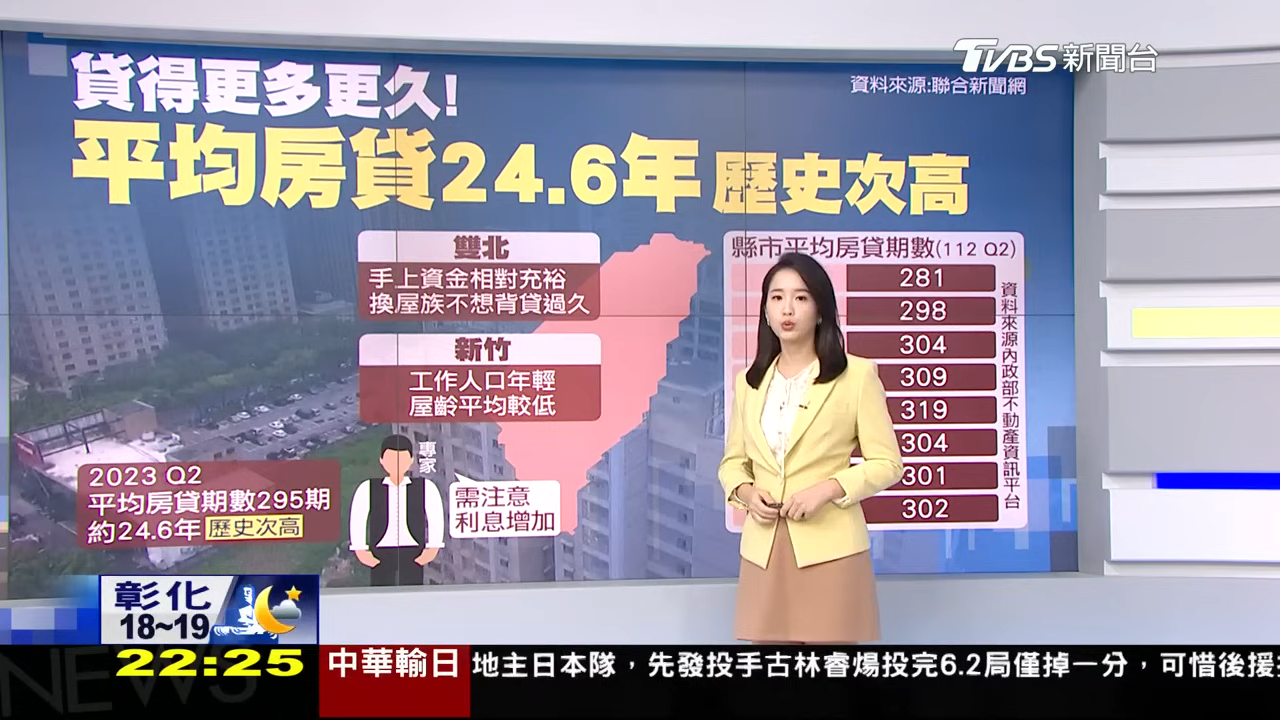 TVBS新聞台
資料來源:聯合新聞網
貸得更多更久!
平均房貸24.6年 歷史次高
雙北
手上資金相對充裕
換屋族不想背貸過久
新竹
工作人口年輕
屋齡平均較低
專家
需注意
利息增加
2023 Q2
平均房貸期數295期
約24.6年 歷史次高
縣市平均房貸期數(112 Q2)
281
298
304
309
319
304
301
302
資料來源內政部不動產資訊平台
彰化
18~19
22:25
NEWS
中華輸日
地主日本隊，先發投手古林睿煬投完6.2局僅掉一分，可惜後援